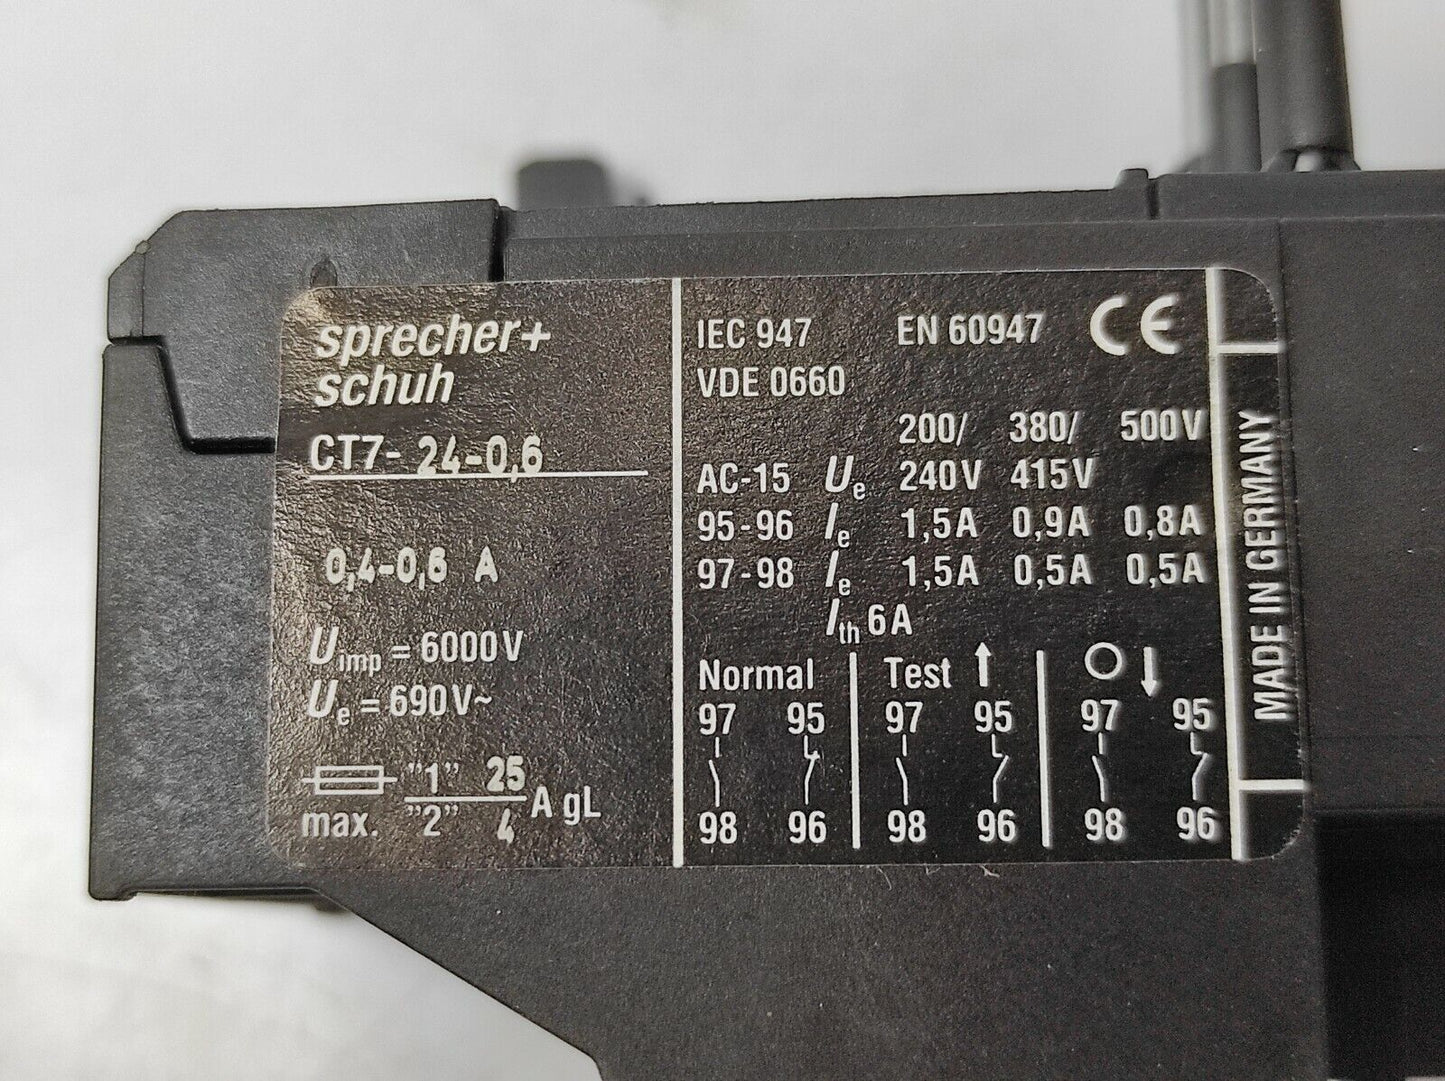 sprecher+
schuh
CT7- 24-0,6
0,4-0,6 A
Uimp = 6000V
Ue = 690V~
max. "1" 25
"2" 4 A gL
IEC 947 EN 60947 CE
VDE 0660
200/ 380/ 500V
AC-15 Ue 240V 415V
95-96 Ie 1,5A 0,9A 0,8A
97-98 Ie 1,5A 0,5A 0,5A
Ith 6A
Normal Test ↑ O ↓
97 95 97 95 97 95
98 96 98 96 98 96
MADE IN GERMANY